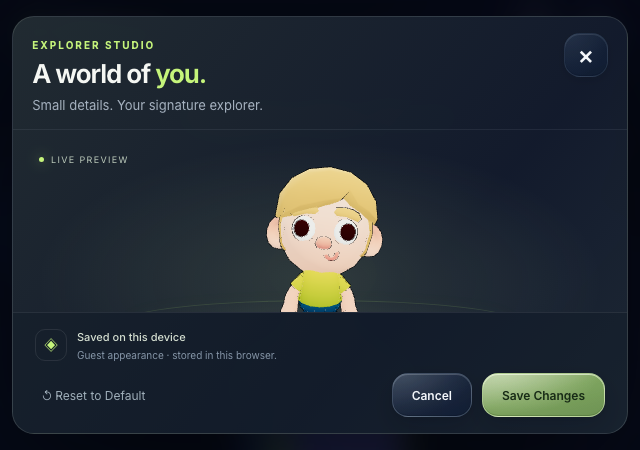 EXPLORER STUDIO
A world of you.
Small details. Your signature explorer.
LIVE PREVIEW
Saved on this device
Guest appearance · stored in this browser.
Reset to Default
Cancel
Save Changes